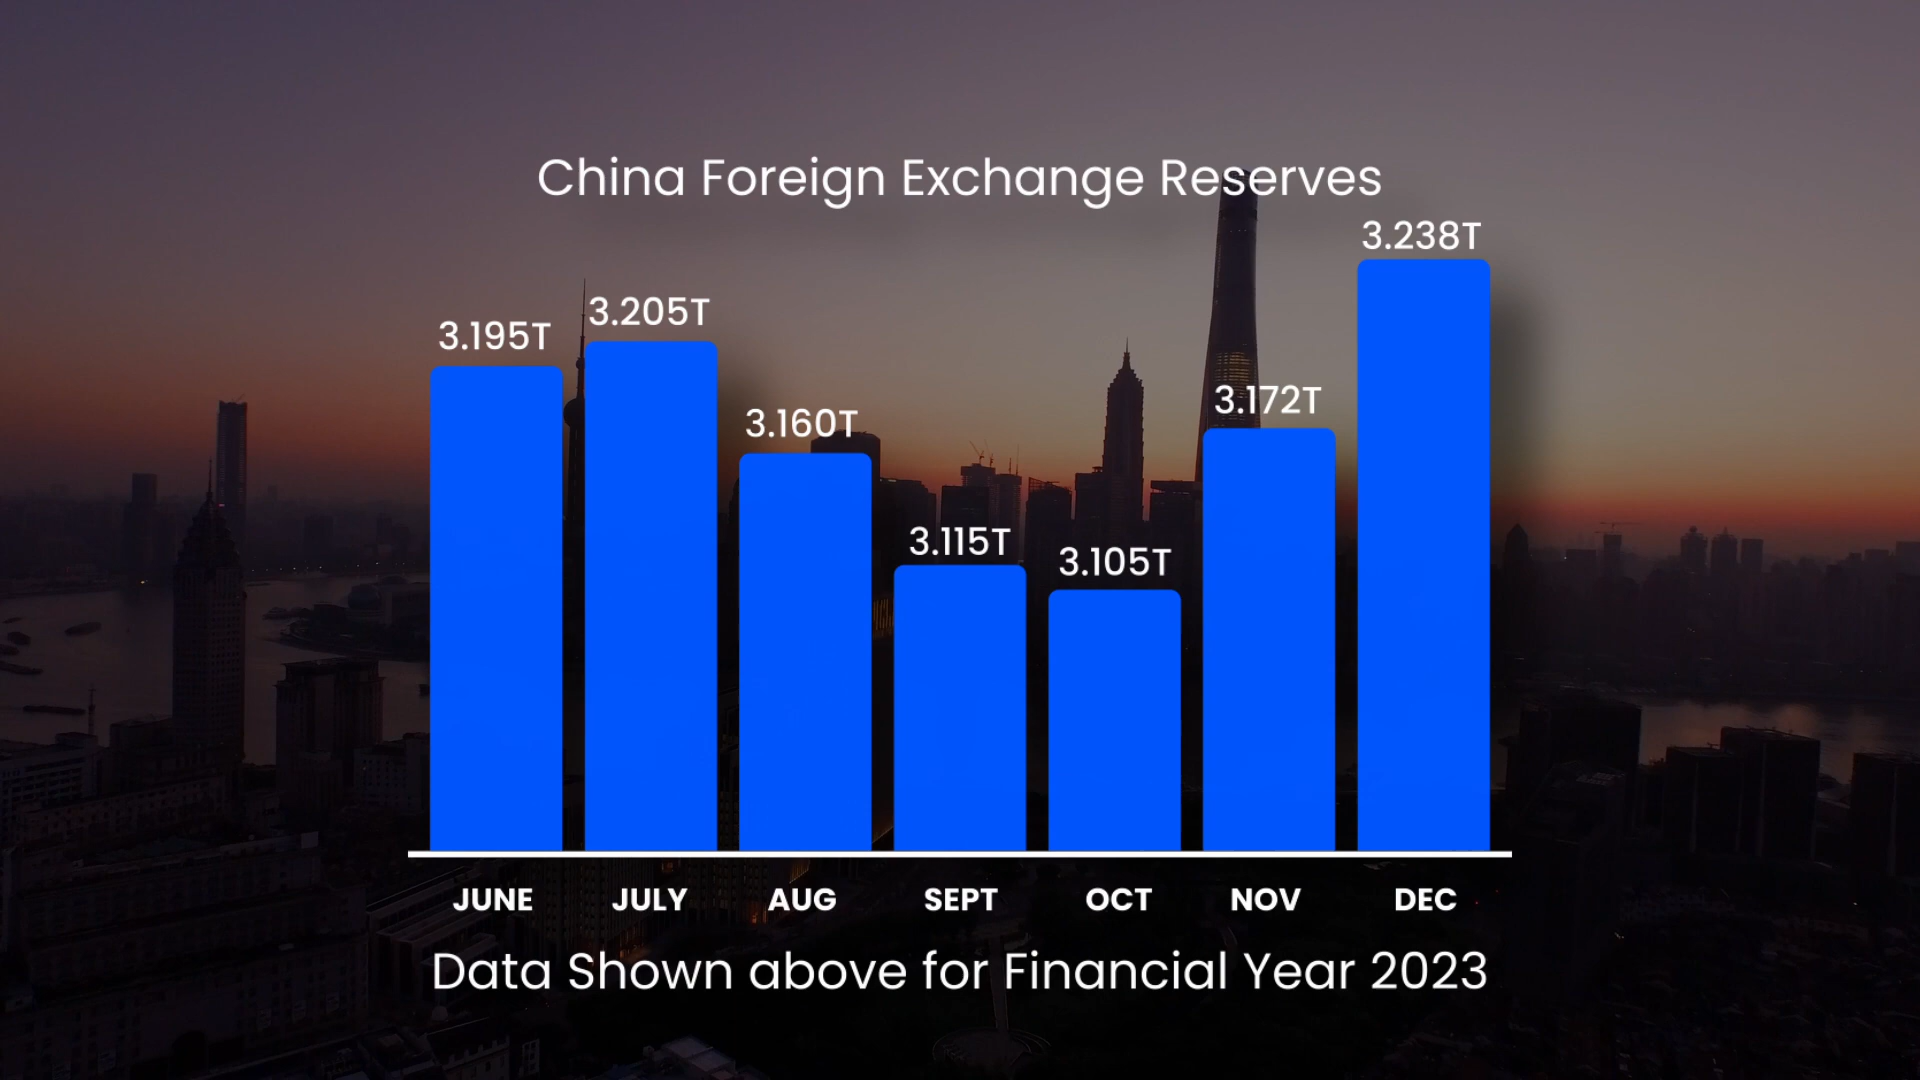 China Foreign Exchange Reserves
3.195T
3.205T
3.160T
3.115T
3.105T
3.172T
3.238T
JUNE JULY AUG SEPT OCT NOV DEC
Data Shown above for Financial Year 2023